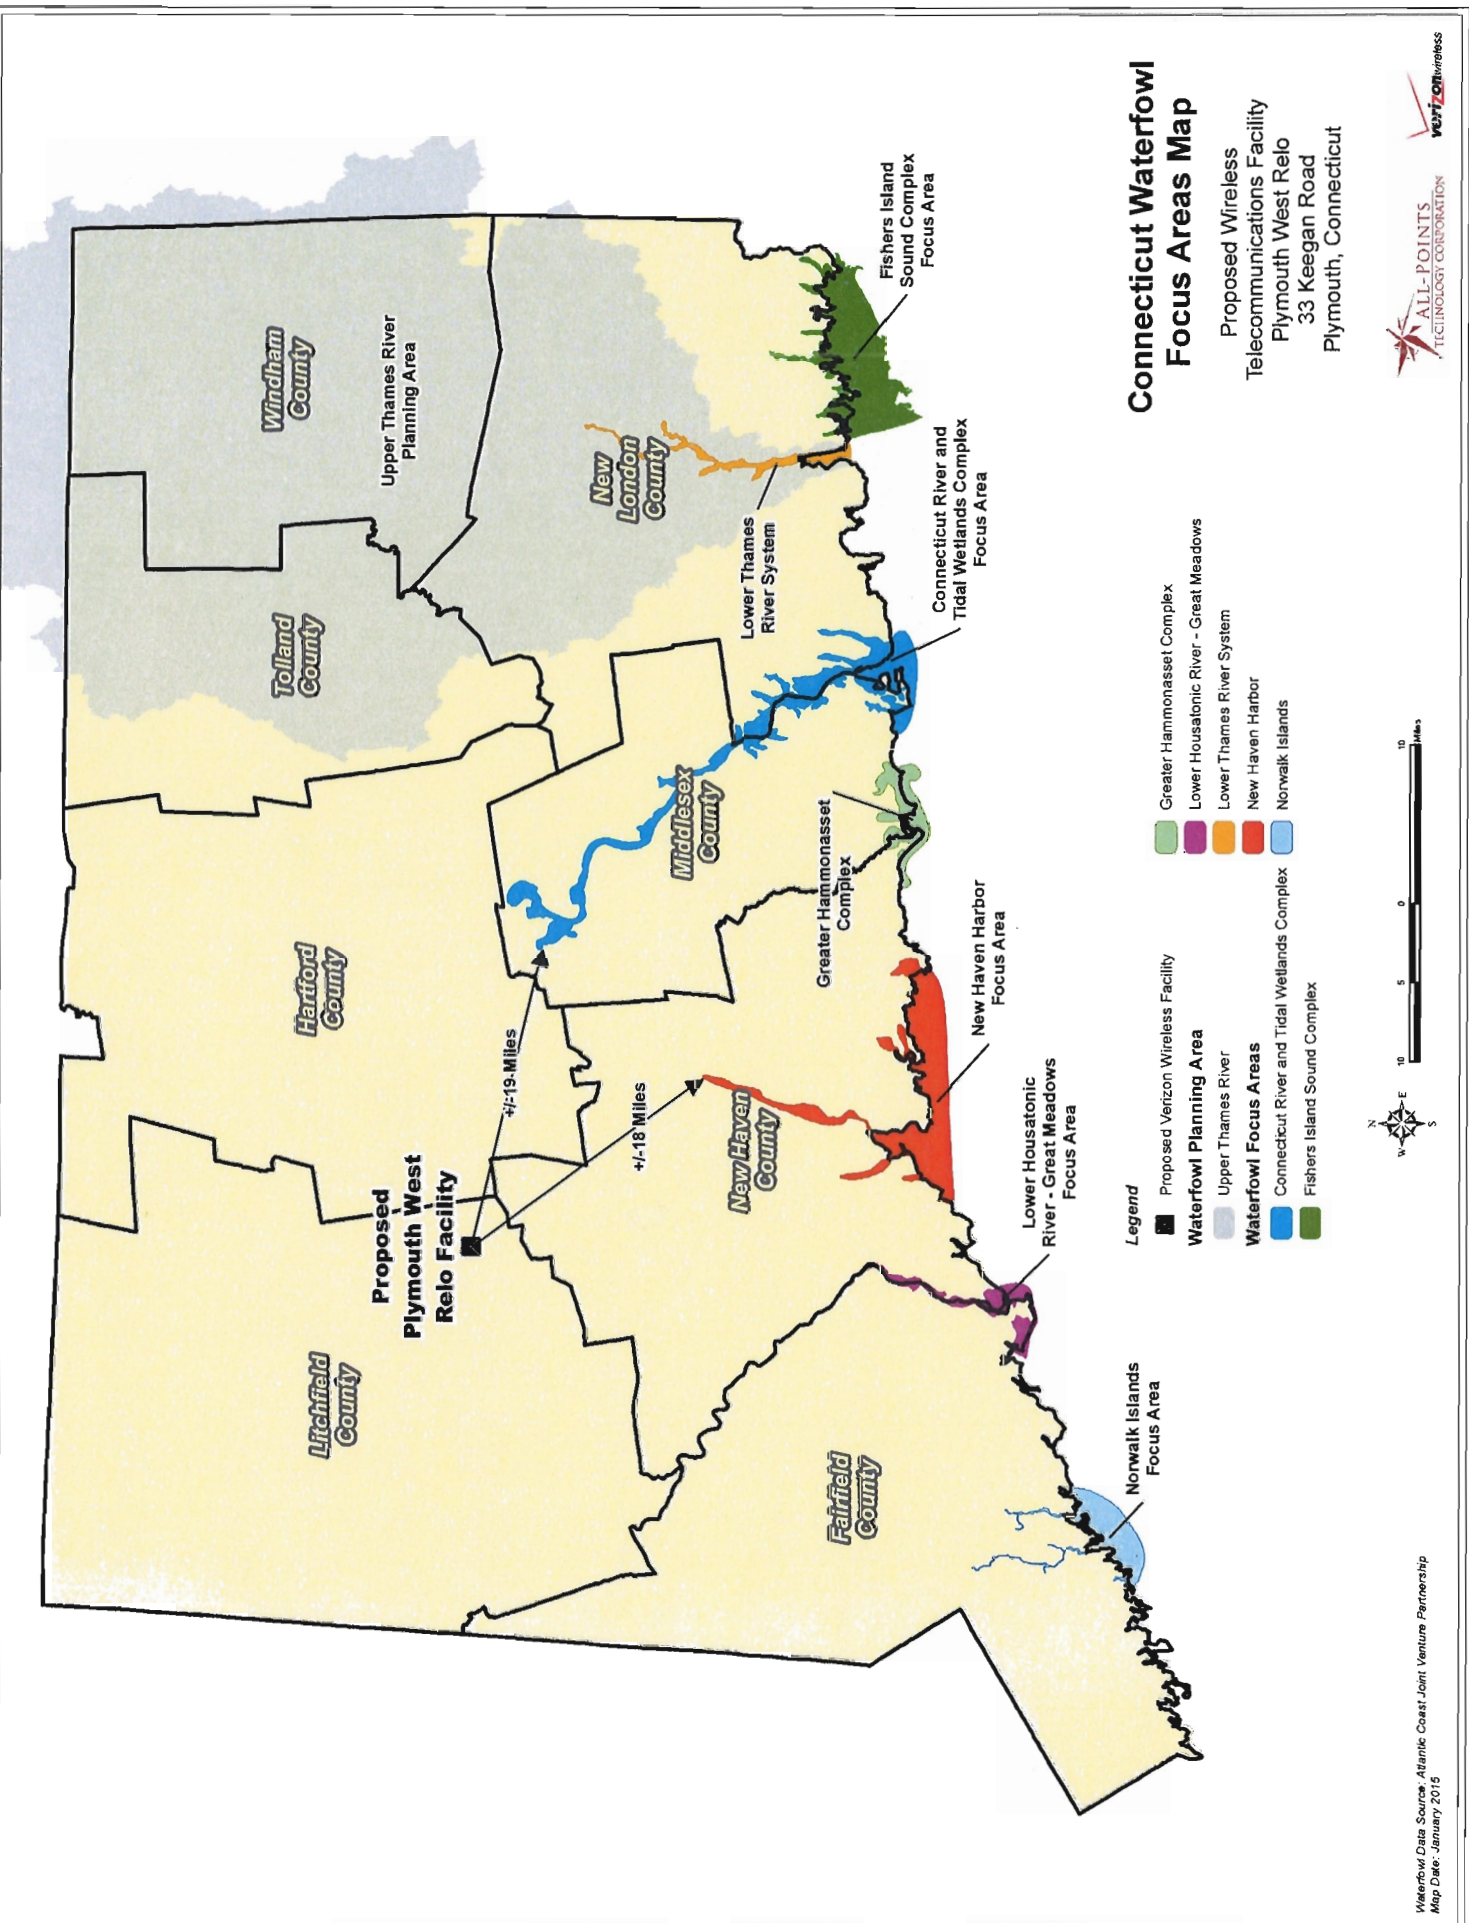 Connecticut Waterfowl
Focus Areas Map
Proposed Wireless
Telecommunications Facility
Plymouth West Relo
33 Keegan Road
Plymouth, Connecticut
ALL-POINTS
TECHNOLOGY CORPORATION
verizonwireless
Litchfield
County
Hartford
County
Tolland
County
Windham
County
Upper Thames River
Planning Area
Proposed
Plymouth West
Relo Facility
+/-19-Miles
+/-18 Miles
New
London
County
Middlesex
County
New Haven
County
Fairfield
County
Lower Thames
River System
Greater Hammonasset
Complex
Fishers Island
Sound Complex
Focus Area
Connecticut River and
Tidal Wetlands Complex
Focus Area
New Haven Harbor
Focus Area
Lower Housatonic
River - Great Meadows
Focus Area
Norwalk Islands
Focus Area
Legend
Proposed Verizon Wireless Facility
Waterfowl Planning Area
Upper Thames River
Waterfowl Focus Areas
Connecticut River and Tidal Wetlands Complex
Fishers Island Sound Complex
Greater Hammonasset Complex
Lower Housatonic River - Great Meadows
Lower Thames River System
New Haven Harbor
Norwalk Islands
N
W E
S
10 5 0 10
Miles
Waterfowl Data Source: Atlantic Coast Joint Venture Partnership
Map Date: January 2015